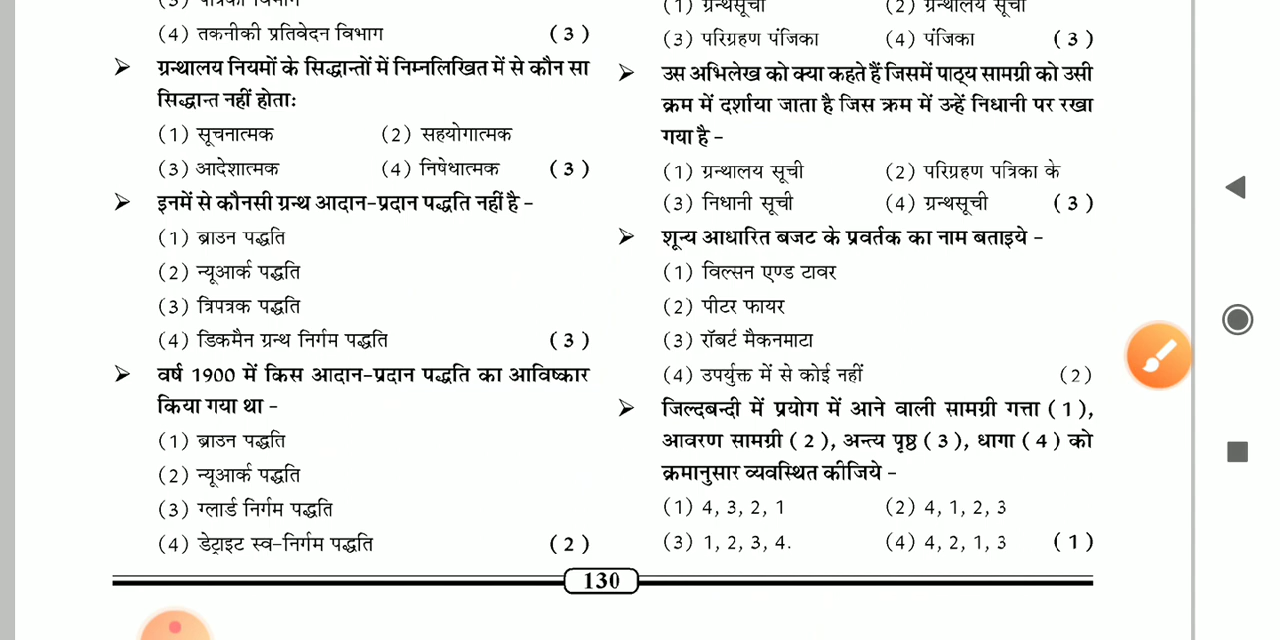 (3) पत्रिका विभाग
(4) तकनीकी प्रतिवेदन विभाग (3)
➤ ग्रन्थालय नियमों के सिद्धान्तों में निम्नलिखित में से कौन सा
सिद्धान्त नहीं होताः
(1) सूचनात्मक (2) सहयोगात्मक
(3) आदेशात्मक (4) निषेधात्मक (3)
➤ इनमें से कौनसी ग्रन्थ आदान-प्रदान पद्धति नहीं है -
(1) ब्राउन पद्धति
(2) न्यूआर्क पद्धति
(3) त्रिपत्रक पद्धति
(4) डिकमैन ग्रन्थ निर्गम पद्धति (3)
➤ वर्ष 1900 में किस आदान-प्रदान पद्धति का आविष्कार
किया गया था -
(1) ब्राउन पद्धति
(2) न्यूआर्क पद्धति
(3) ग्लार्ड निर्गम पद्धति
(4) डेट्राइट स्व-निर्गम पद्धति (2)
(1) ग्रन्थसूची (2) ग्रन्थालय सूची
(3) परिग्रहण पंजिका (4) पंजिका (3)
➤ उस अभिलेख को क्या कहते हैं जिसमें पाठ्य सामग्री को उसी
क्रम में दर्शाया जाता है जिस क्रम में उन्हें निधानी पर रखा
गया है -
(1) ग्रन्थालय सूची (2) परिग्रहण पत्रिका के
(3) निधानी सूची (4) ग्रन्थसूची (3)
➤ शून्य आधारित बजट के प्रवर्तक का नाम बताइये -
(1) विल्सन एण्ड टावर
(2) पीटर फायर
(3) रॉबर्ट मैकनमाटा
(4) उपर्युक्त में से कोई नहीं (2)
➤ जिल्दबन्दी में प्रयोग में आने वाली सामग्री गत्ता (1),
आवरण सामग्री (2), अन्त्य पृष्ठ (3), धागा (4) को
क्रमानुसार व्यवस्थित कीजिये -
(1) 4, 3, 2, 1 (2) 4, 1, 2, 3
(3) 1, 2, 3, 4. (4) 4, 2, 1, 3 (1)
130